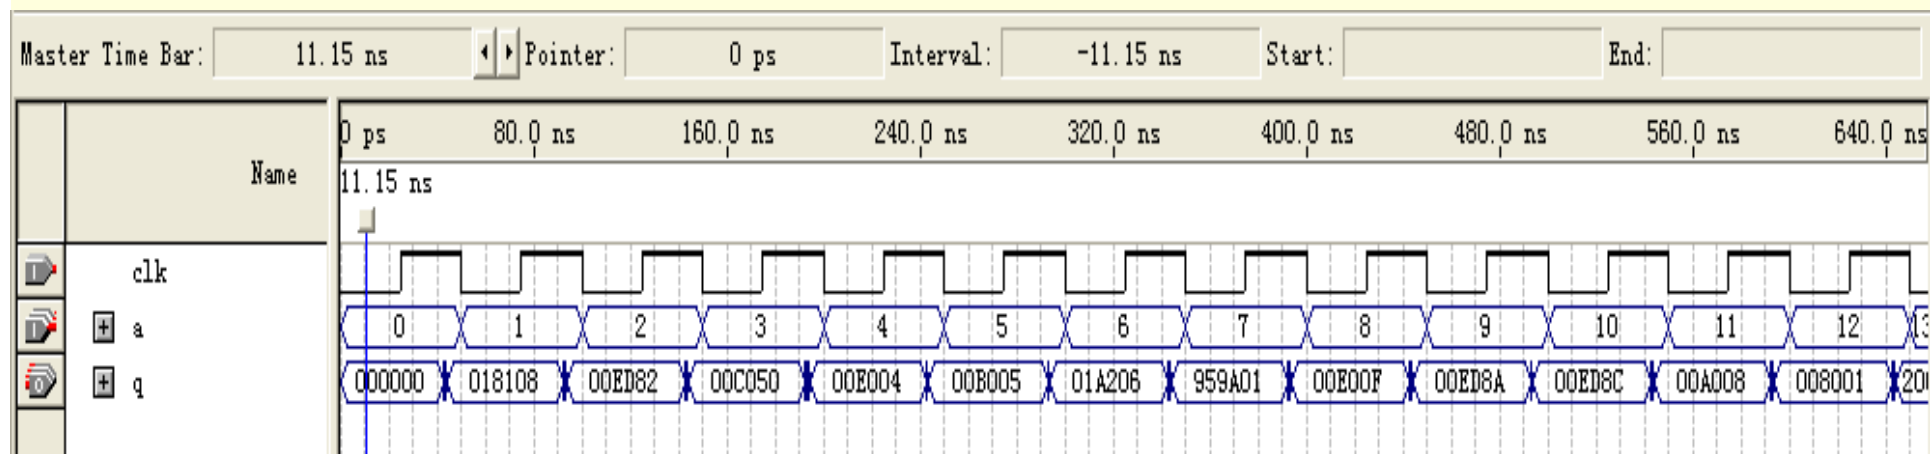 Master Time Bar: 11.15 ns Pointer: 0 ps Interval: -11.15 ns Start: End:
0 ps 80.0 ns 160.0 ns 240.0 ns 320.0 ns 400.0 ns 480.0 ns 560.0 ns 640.0 ns
Name
11.15 ns
clk
a 0 1 2 3 4 5 6 7 8 9 10 11 12
q 000000 018108 00ED82 00C050 00E004 00B005 01A206 959A01 00E00F 00ED8A 00ED8C 00A008 008001